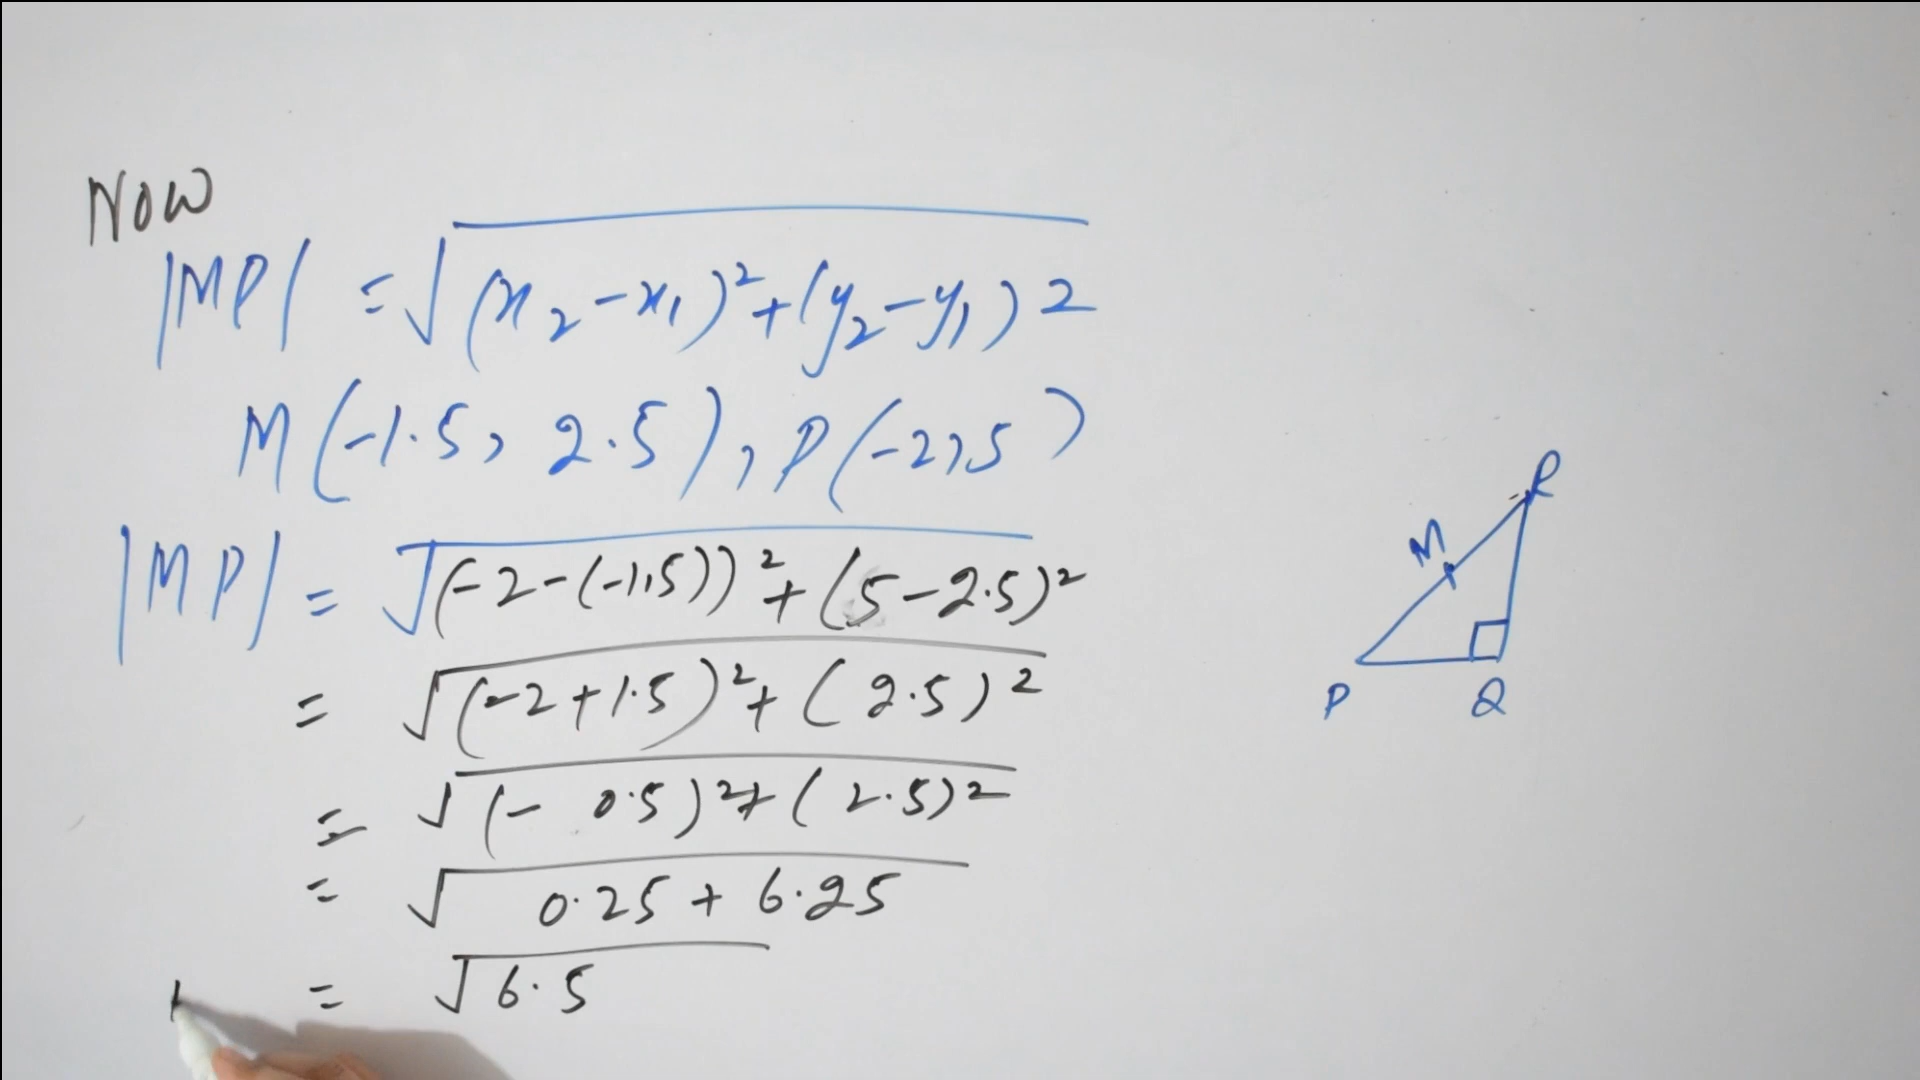 NOW
|MP| = √(x₂-x₁)²+(y₂-y₁)2
M(-1.5, 2.5), P(-2,5)
|MP| = √(-2-(-1.5))²+(5-2.5)²
= √(-2+1.5)²+(2.5)²
= √(-0.5)²+(2.5)²
= √0.25+6.25
= √6.5
R
M
P Q